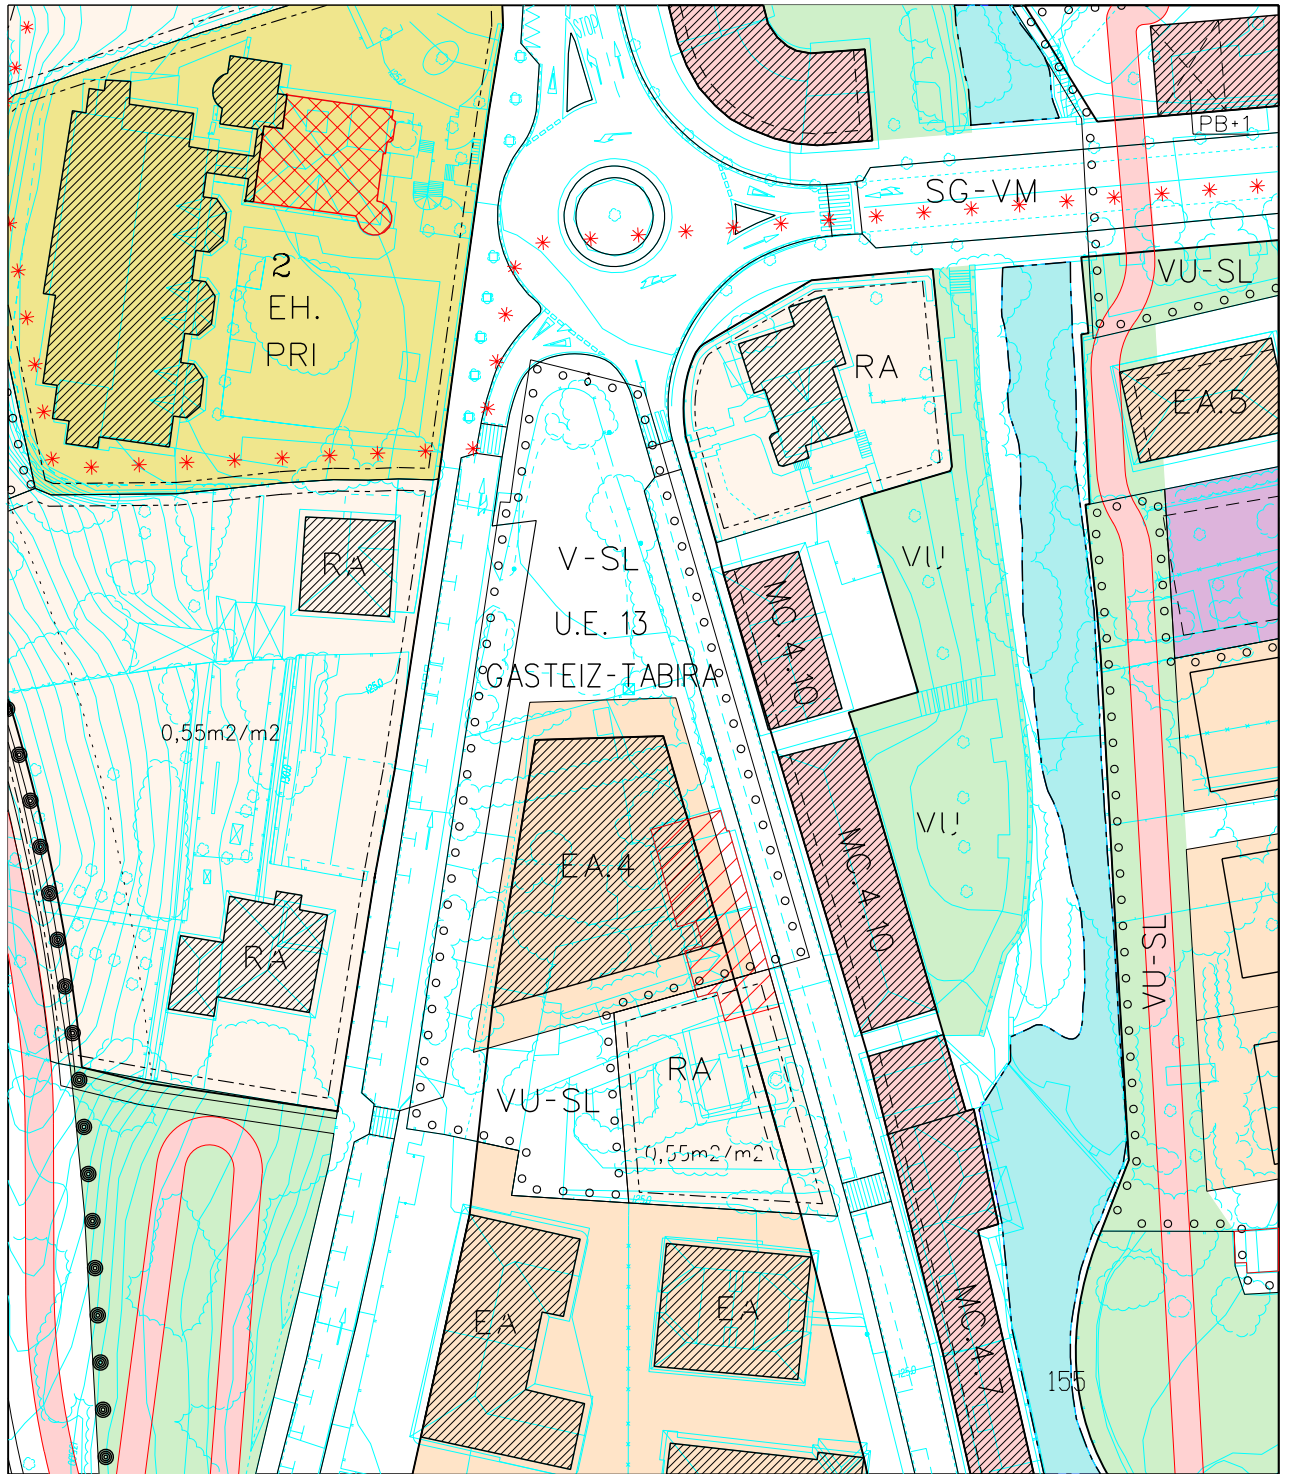 STOP
PB+1
SG-VM
2
EH.
PRI
VU-SL
RA
EA.5
V-SL
RA
U.E. 13
GASTEIZ-TABIRA
MC.4.10
0,55m2/m2
EA.4
MC.4.10
RA
VU-SL
RA
VU-SL
0,55m2/m2
EA
EA
MC.4.7
155